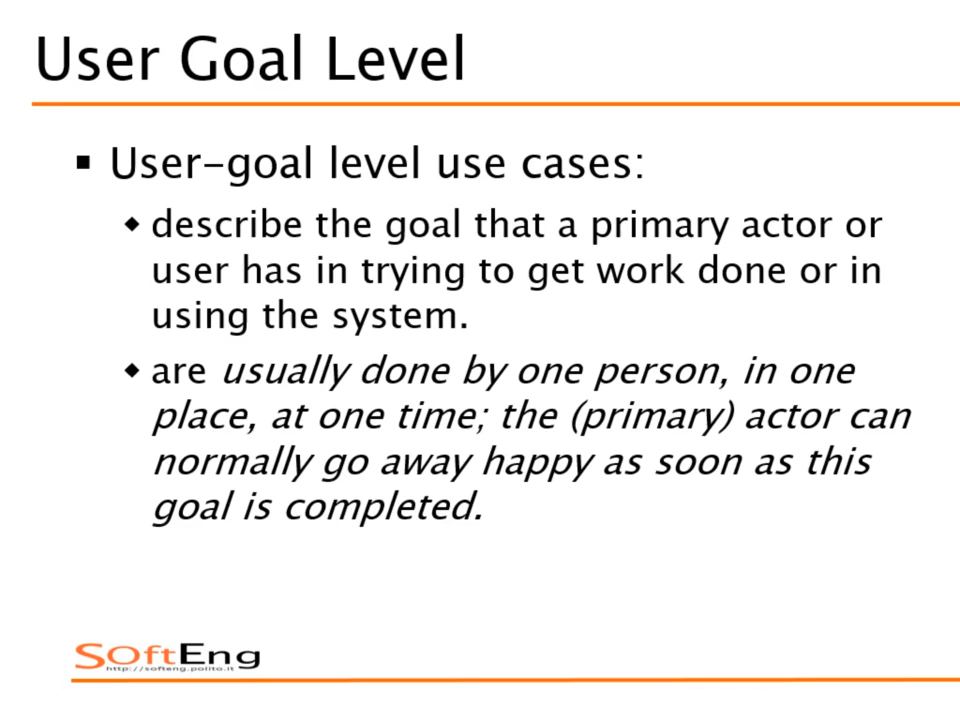 User Goal Level
▪ User-goal level use cases:
◆ describe the goal that a primary actor or
user has in trying to get work done or in
using the system.
◆ are usually done by one person, in one
place, at one time; the (primary) actor can
normally go away happy as soon as this
goal is completed.
SOftEng
http://softeng.polito.it